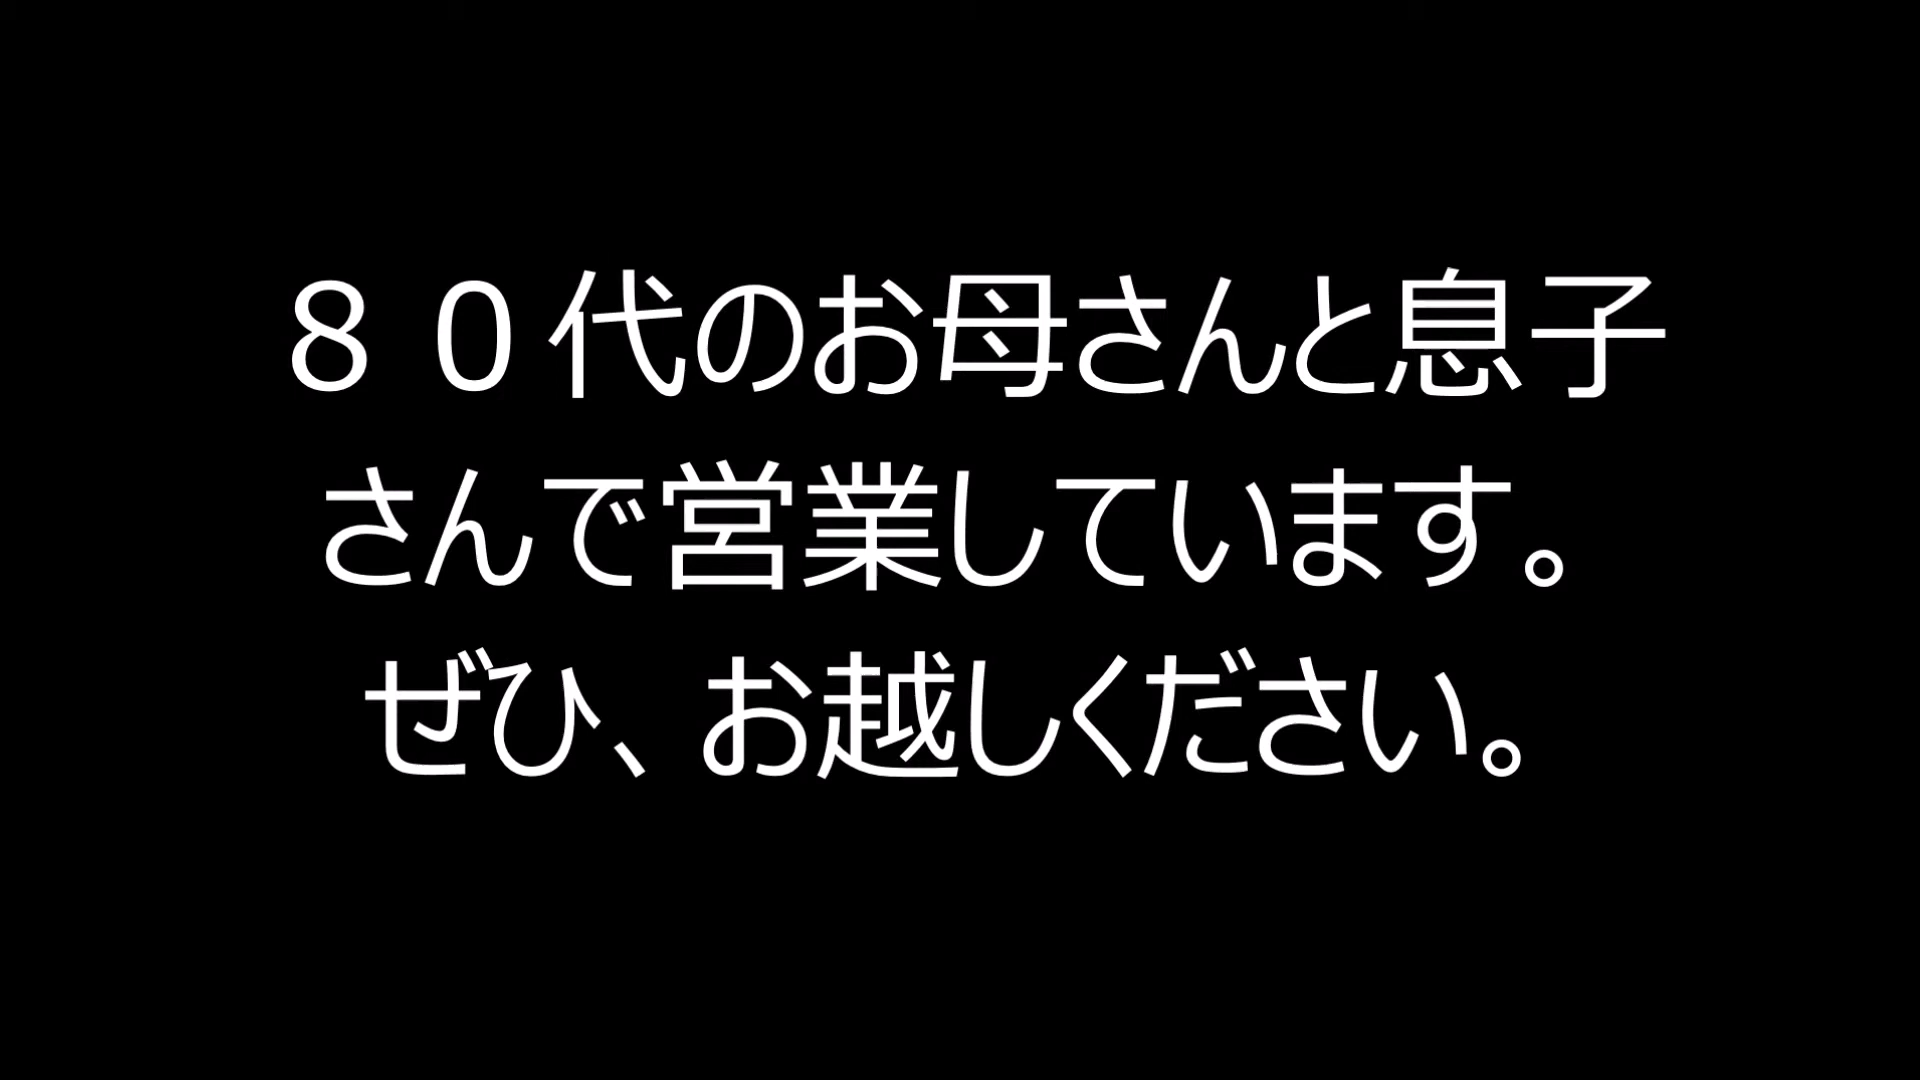 ８０代のお母さんと息子
さんで営業しています。
ぜひ、お越しください。